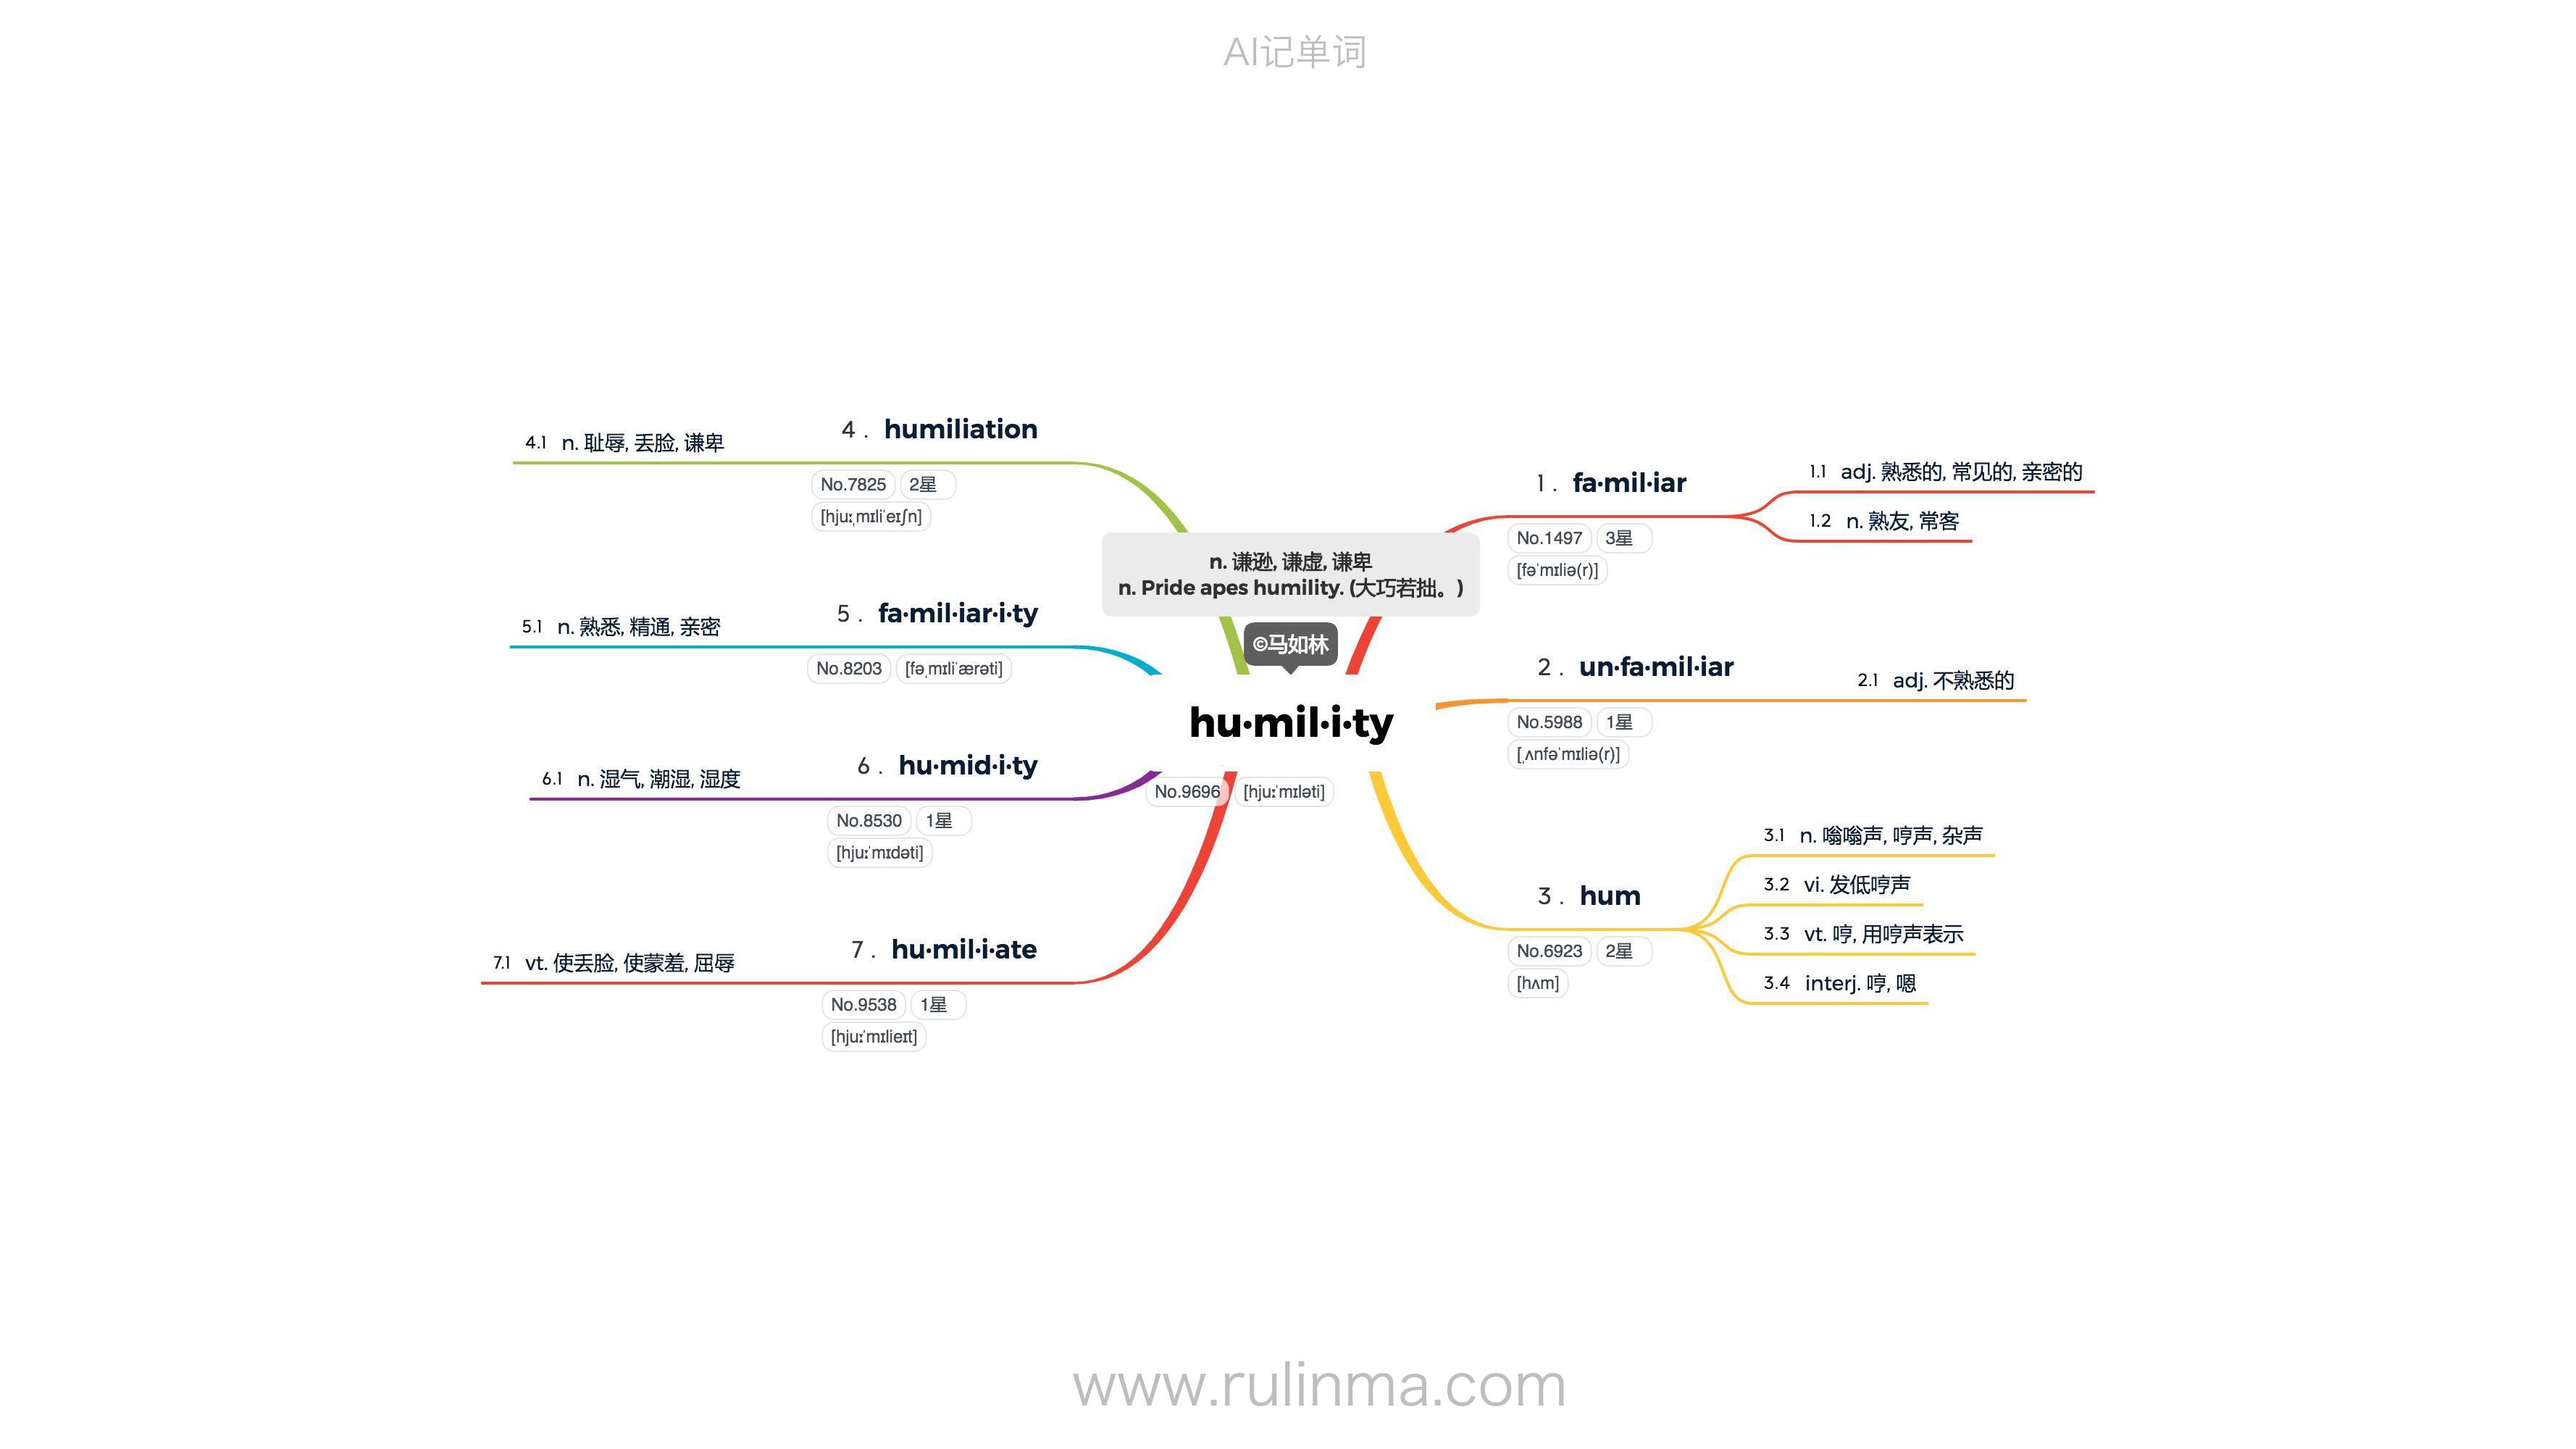 AI记单词
n. 谦逊, 谦虚, 谦卑
n. Pride apes humility. (大巧若拙。)
©马如林
hu·mil·i·ty
No.9696 [hjuːˈmɪləti]
1. fa·mil·iar
No.1497 3星
[fəˈmɪliə(r)]
1.1 adj. 熟悉的, 常见的, 亲密的
1.2 n. 熟友, 常客
2. un·fa·mil·iar
No.5988 1星
[ˌʌnfəˈmɪliə(r)]
2.1 adj. 不熟悉的
3. hum
No.6923 2星
[hʌm]
3.1 n. 嗡嗡声, 哼声, 杂声
3.2 vi. 发低哼声
3.3 vt. 哼, 用哼声表示
3.4 interj. 哼, 嗯
4. humiliation
No.7825 2星
[hjuːˌmɪliˈeɪʃn]
4.1 n. 耻辱, 丢脸, 谦卑
5. fa·mil·iar·i·ty
No.8203 [fəˌmɪliˈærəti]
5.1 n. 熟悉, 精通, 亲密
6. hu·mid·i·ty
No.8530 1星
[hjuːˈmɪdəti]
6.1 n. 湿气, 潮湿, 湿度
7. hu·mil·i·ate
No.9538 1星
[hjuːˈmɪlieɪt]
7.1 vt. 使丢脸, 使蒙羞, 屈辱
www.rulinma.com